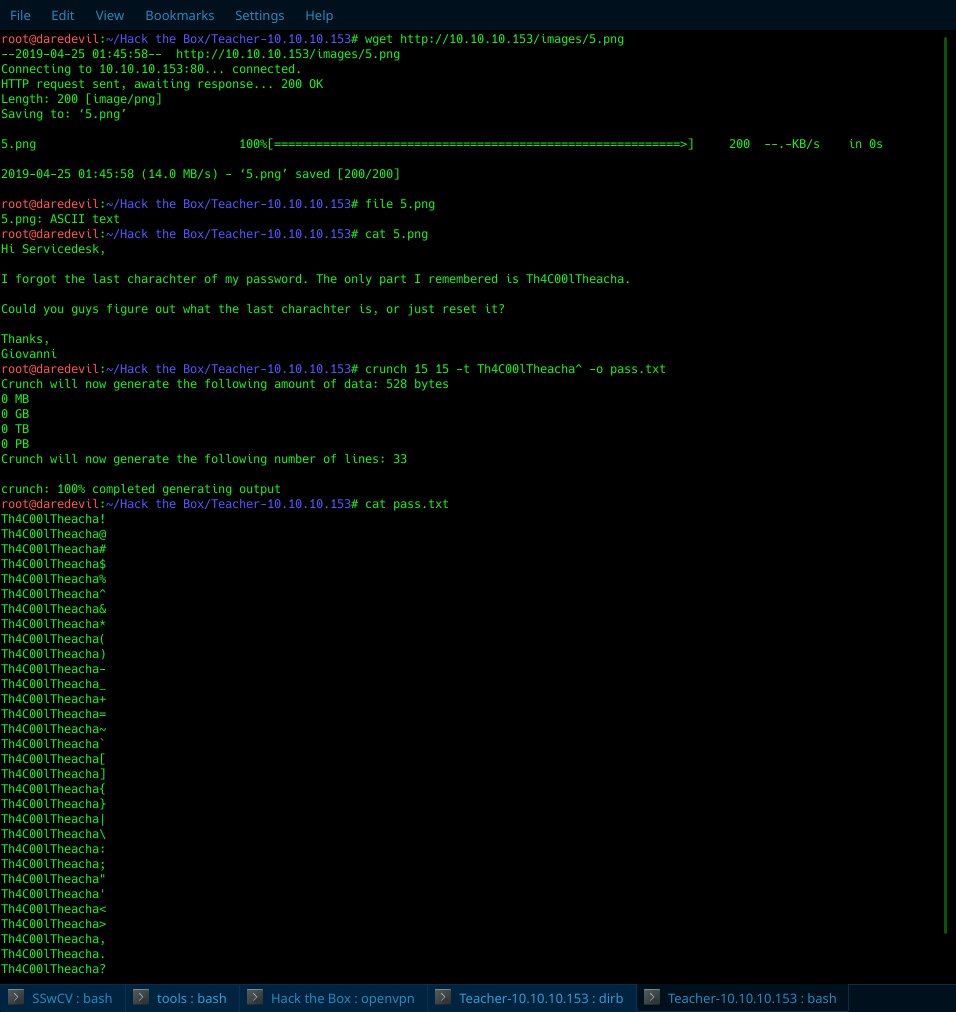 File Edit View Bookmarks Settings Help
root@daredevil:~/Hack the Box/Teacher-10.10.10.153# wget http://10.10.10.153/images/5.png
--2019-04-25 01:45:58--  http://10.10.10.153/images/5.png
Connecting to 10.10.10.153:80... connected.
HTTP request sent, awaiting response... 200 OK
Length: 200 [image/png]
Saving to: ‘5.png’
5.png 100%[==========================================================>] 200 --.-KB/s in 0s
2019-04-25 01:45:58 (14.0 MB/s) - ‘5.png’ saved [200/200]
root@daredevil:~/Hack the Box/Teacher-10.10.10.153# file 5.png
5.png: ASCII text
root@daredevil:~/Hack the Box/Teacher-10.10.10.153# cat 5.png
Hi Servicedesk,
I forgot the last charachter of my password. The only part I remembered is Th4C00lTheacha.
Could you guys figure out what the last charachter is, or just reset it?
Thanks,
Giovanni
root@daredevil:~/Hack the Box/Teacher-10.10.10.153# crunch 15 15 -t Th4C00lTheacha^ -o pass.txt
Crunch will now generate the following amount of data: 528 bytes
0 MB
0 GB
0 TB
0 PB
Crunch will now generate the following number of lines: 33
crunch: 100% completed generating output
root@daredevil:~/Hack the Box/Teacher-10.10.10.153# cat pass.txt
Th4C00lTheacha!
Th4C00lTheacha@
Th4C00lTheacha#
Th4C00lTheacha$
Th4C00lTheacha%
Th4C00lTheacha^
Th4C00lTheacha&
Th4C00lTheacha*
Th4C00lTheacha(
Th4C00lTheacha)
Th4C00lTheacha-
Th4C00lTheacha_
Th4C00lTheacha+
Th4C00lTheacha=
Th4C00lTheacha~
Th4C00lTheacha`
Th4C00lTheacha[
Th4C00lTheacha]
Th4C00lTheacha{
Th4C00lTheacha}
Th4C00lTheacha|
Th4C00lTheacha\
Th4C00lTheacha:
Th4C00lTheacha;
Th4C00lTheacha"
Th4C00lTheacha'
Th4C00lTheacha<
Th4C00lTheacha>
Th4C00lTheacha,
Th4C00lTheacha.
Th4C00lTheacha?
SSwCV : bash tools : bash Hack the Box : openvpn Teacher-10.10.10.153 : dirb Teacher-10.10.10.153 : bash